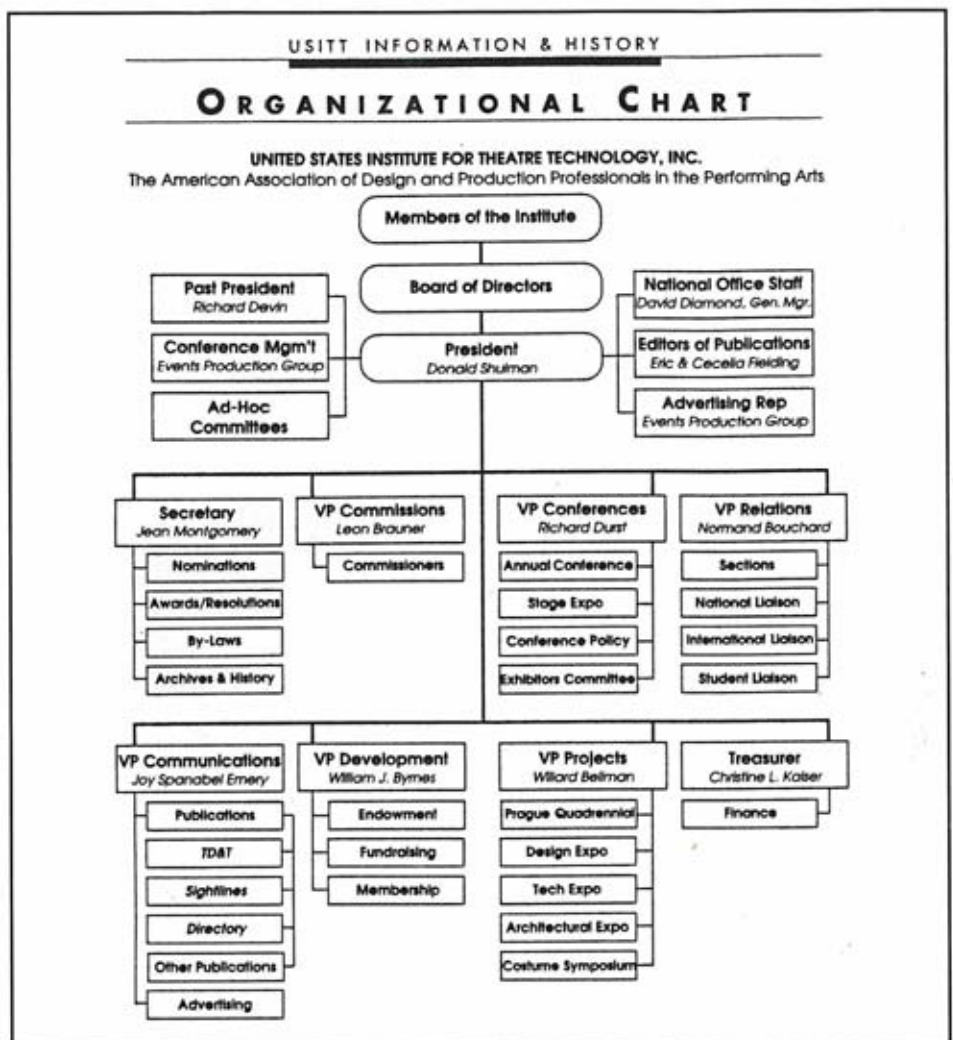 USITT INFORMATION & HISTORY
ORGANIZATIONAL CHART
UNITED STATES INSTITUTE FOR THEATRE TECHNOLOGY, INC.
The American Association of Design and Production Professionals in the Performing Arts
Members of the Institute
Board of Directors
President
Donald Shulman
Past President
Richard Devin
Conference Mgm't
Events Production Group
Ad-Hoc
Committees
National Office Staff
David Diamond, Gen. Mgr.
Editors of Publications
Eric & Cecelia Fielding
Advertising Rep
Events Production Group
Secretary
Jean Montgomery
Nominations
Awards/Resolutions
By-Laws
Archives & History
VP Commissions
Leon Brauner
Commissioners
VP Conferences
Richard Durst
Annual Conference
Stage Expo
Conference Policy
Exhibitors Committee
VP Relations
Normand Bouchard
Sections
National Liaison
International Liaison
Student Liaison
VP Communications
Joy Spanabel Emery
Publications
TD&T
Sightlines
Directory
Other Publications
Advertising
VP Development
William J. Byrnes
Endowment
Fundraising
Membership
VP Projects
Willard Bellman
Prague Quadrennial
Design Expo
Tech Expo
Architectural Expo
Costume Symposium
Treasurer
Christine L. Kaiser
Finance